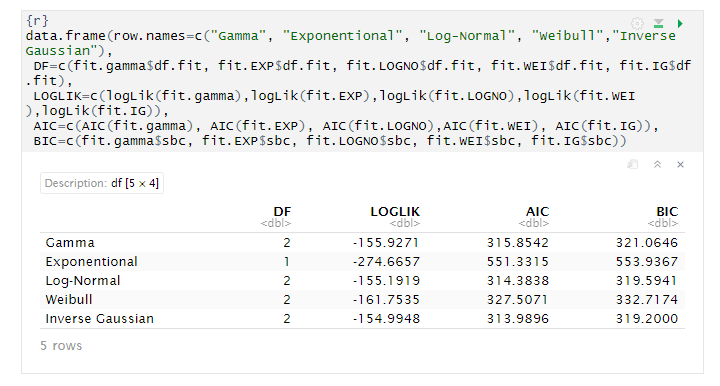 {r}
data.frame(row.names=c("Gamma", "Exponentional", "Log-Normal", "Weibull","Inverse
Gaussian"),
DF=c(fit.gamma$df.fit, fit.EXP$df.fit, fit.LOGNO$df.fit, fit.WEI$df.fit, fit.IG$df
.fit),
LOGLIK=c(logLik(fit.gamma),logLik(fit.EXP),logLik(fit.LOGNO),logLik(fit.WEI
),logLik(fit.IG)),
AIC=c(AIC(fit.gamma), AIC(fit.EXP), AIC(fit.LOGNO),AIC(fit.WEI), AIC(fit.IG)),
BIC=c(fit.gamma$sbc, fit.EXP$sbc, fit.LOGNO$sbc, fit.WEI$sbc, fit.IG$sbc))
Description: df [5 × 4]
DF LOGLIK AIC BIC
<dbl> <dbl> <dbl> <dbl>
Gamma 2 -155.9271 315.8542 321.0646
Exponentional 1 -274.6657 551.3315 553.9367
Log-Normal 2 -155.1919 314.3838 319.5941
Weibull 2 -161.7535 327.5071 332.7174
Inverse Gaussian 2 -154.9948 313.9896 319.2000
5 rows